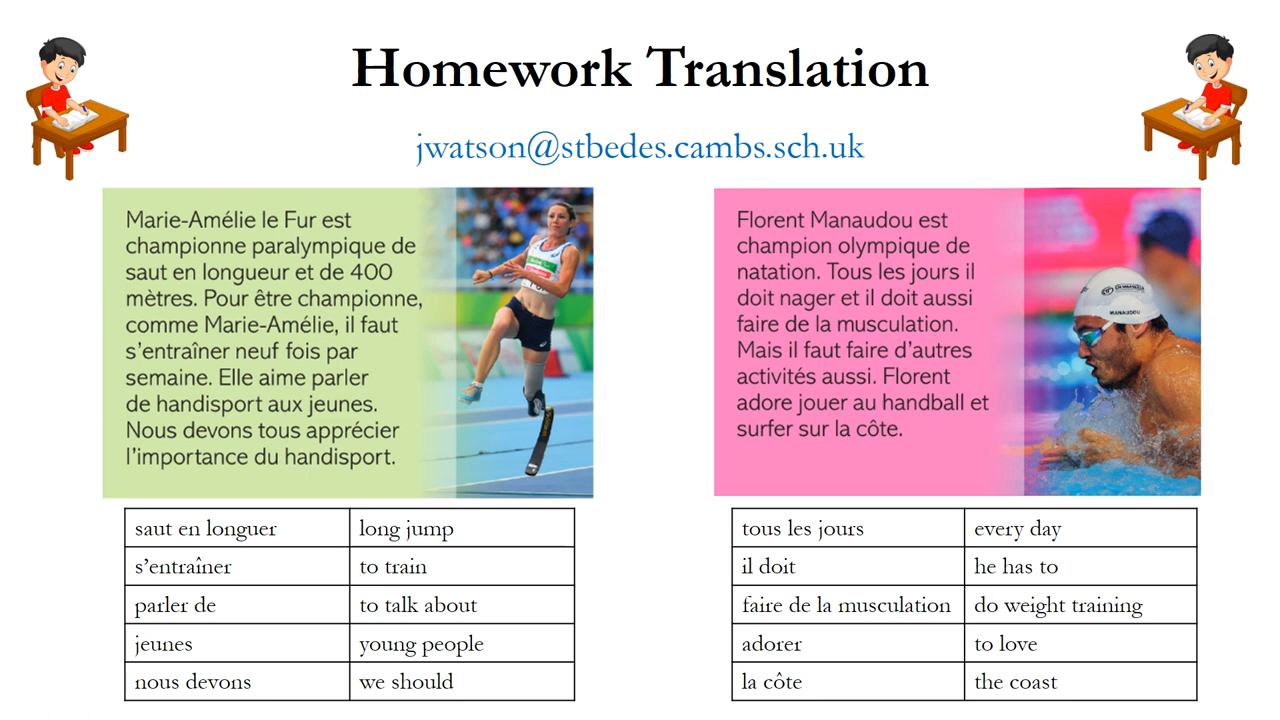 Homework Translation
jwatson@stbedes.cambs.sch.uk
Marie-Amélie le Fur est
championne paralympique de
saut en longueur et de 400
mètres. Pour être championne,
comme Marie-Amélie, il faut
s’entraîner neuf fois par
semaine. Elle aime parler
de handisport aux jeunes.
Nous devons tous apprécier
l’importance du handisport.
Florent Manaudou est
champion olympique de
natation. Tous les jours il
doit nager et il doit aussi
faire de la musculation.
Mais il faut faire d’autres
activités aussi. Florent
adore jouer au handball et
surfer sur la côte.
MANAUDOU
saut en longuer long jump
s’entraîner to train
parler de to talk about
jeunes young people
nous devons we should
tous les jours every day
il doit he has to
faire de la musculation do weight training
adorer to love
la côte the coast